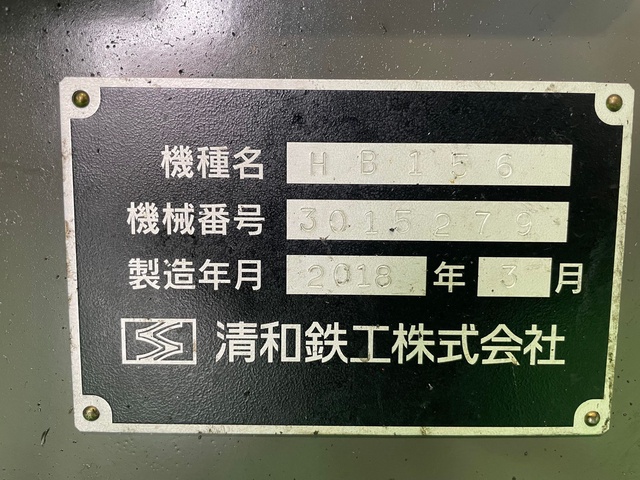 機種名 HB156
機械番号 3015279
製造年月 2018 年 3 月
清和鉄工株式会社